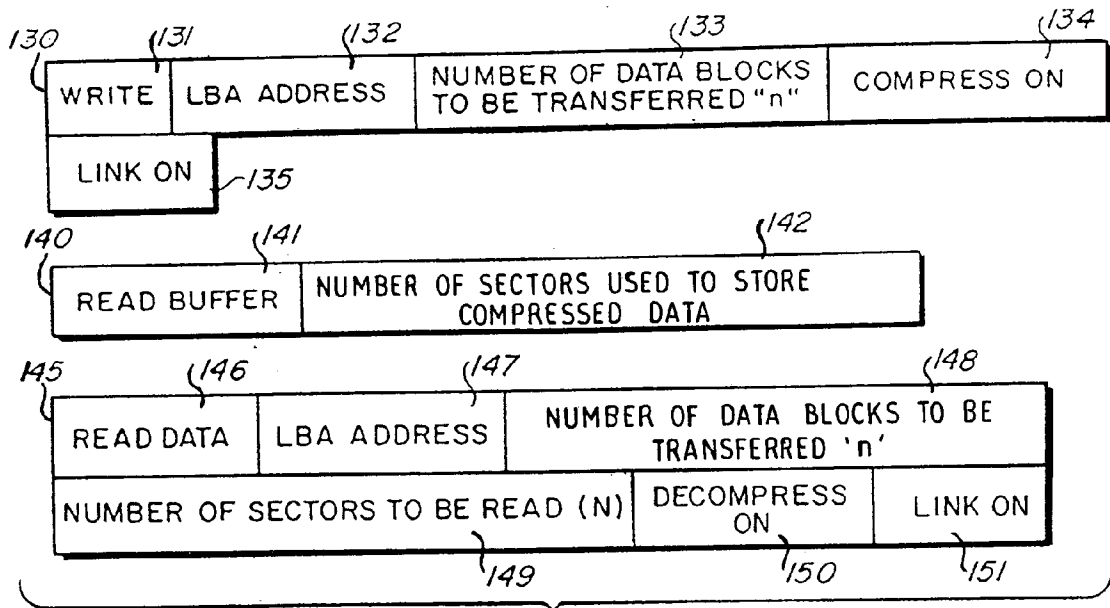 130 131 132 133 134
WRITE LBA ADDRESS NUMBER OF DATA BLOCKS TO BE TRANSFERRED "n" COMPRESS ON
LINK ON 135
140 141 142
READ BUFFER NUMBER OF SECTORS USED TO STORE COMPRESSED DATA
145 146 147 148
READ DATA LBA ADDRESS NUMBER OF DATA BLOCKS TO BE TRANSFERRED 'n'
NUMBER OF SECTORS TO BE READ (N) DECOMPRESS ON LINK ON
149 150 151